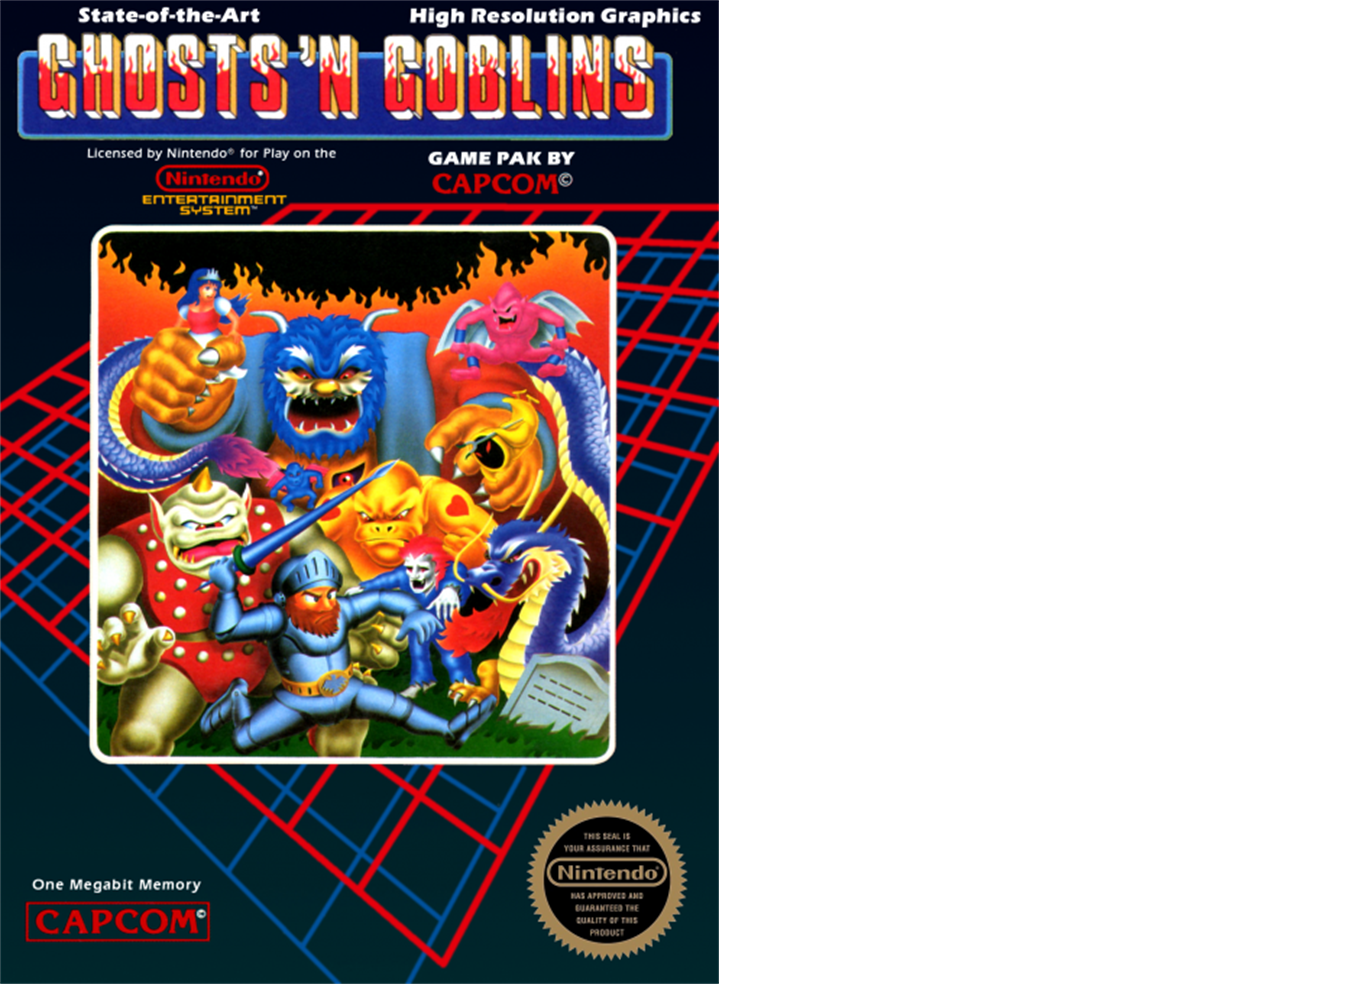 State-of-the-Art
High Resolution Graphics
GHOSTS'N GOBLINS
Licensed by Nintendo® for Play on the
Nintendo®
ENTERTAINMENT
SYSTEM™
GAME PAK BY
CAPCOM©
One Megabit Memory
CAPCOM©
THIS SEAL IS
YOUR ASSURANCE THAT
Nintendo®
HAS APPROVED AND
GUARANTEED THE
QUALITY OF THIS
PRODUCT